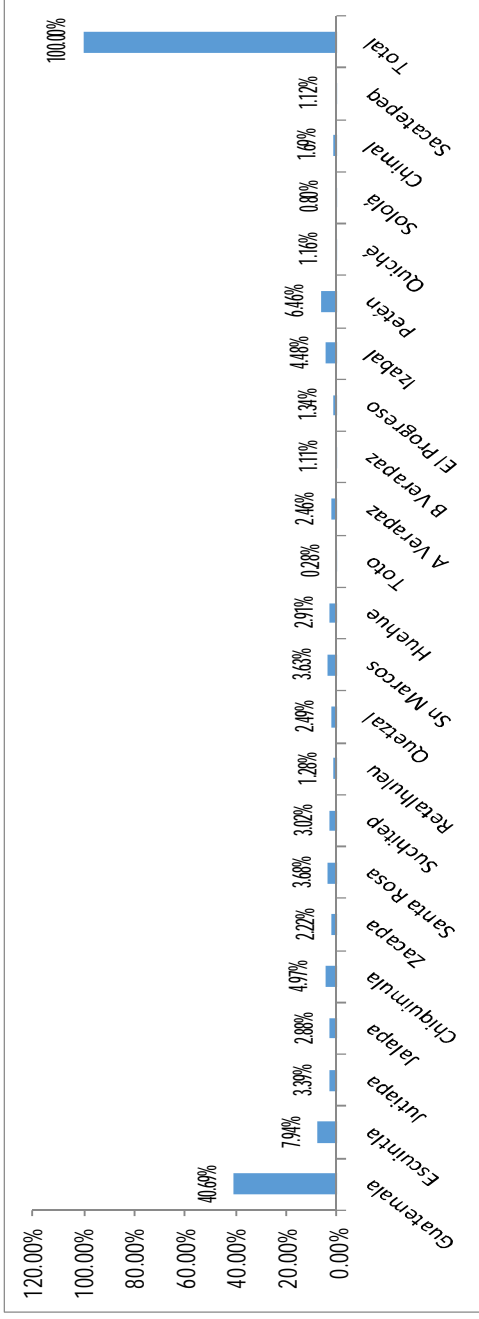 120.00%
100.00%
80.00%
60.00%
40.00%
20.00%
0.00%
40.69%
7.94%
3.39%
2.88%
4.97%
2.22%
3.68%
3.02%
1.28%
2.49%
3.63%
2.91%
0.28%
2.46%
1.11%
1.34%
4.48%
6.46%
1.16%
0.80%
1.69%
1.12%
100.00%
Guatemala
Escuintla
Jutiapa
Jalapa
Chiquimula
Zacapa
Santa Rosa
Suchitep
Retalhuleu
Quetzal
Sn Marcos
Huehue
Toto
A Verapaz
B Verapaz
El Progreso
Izabal
Petén
Quiché
Sololá
Chimal
Sacatepeq
Total